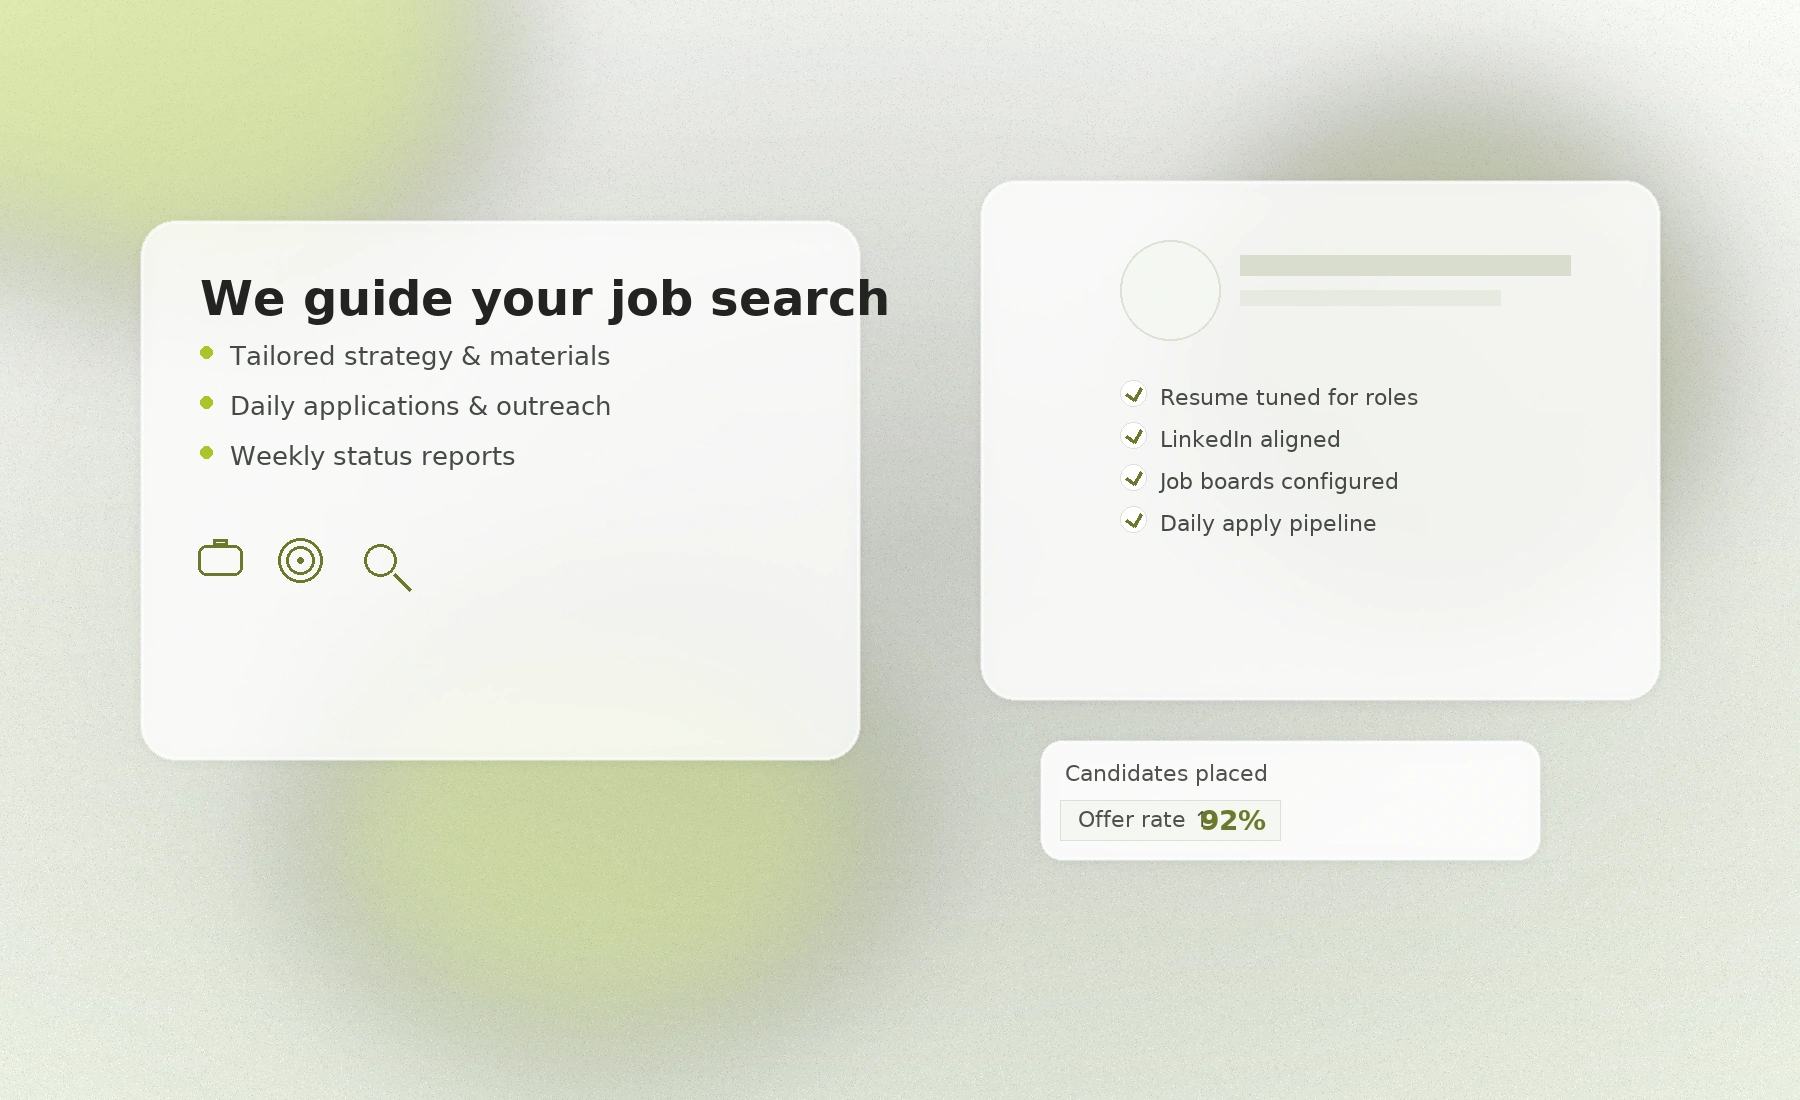 We guide your job search
Tailored strategy & materials
Daily applications & outreach
Weekly status reports
Resume tuned for roles
LinkedIn aligned
Job boards configured
Daily apply pipeline
Candidates placed
Offer rate ↑
92%